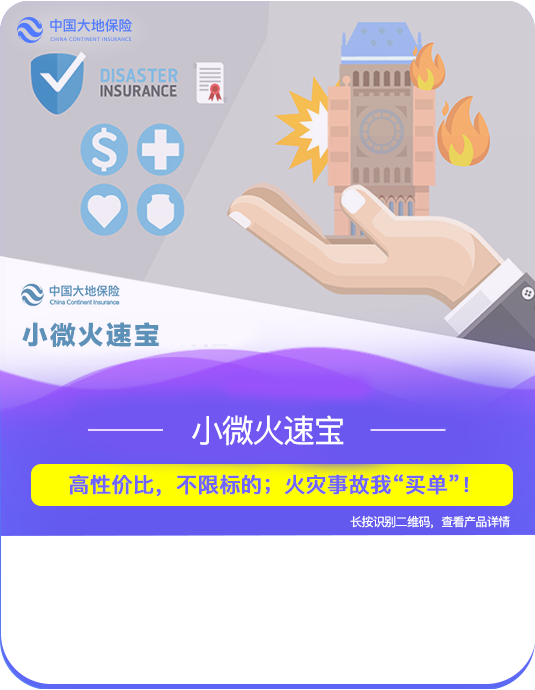 中国大地保险
CHINA CONTINENT INSURANCE
DISASTER
INSURANCE
中国大地保险
China Continent Insurance
小微火速宝
小微火速宝
高性价比，不限标的；火灾事故我“买单”！
长按识别二维码，查看产品详情